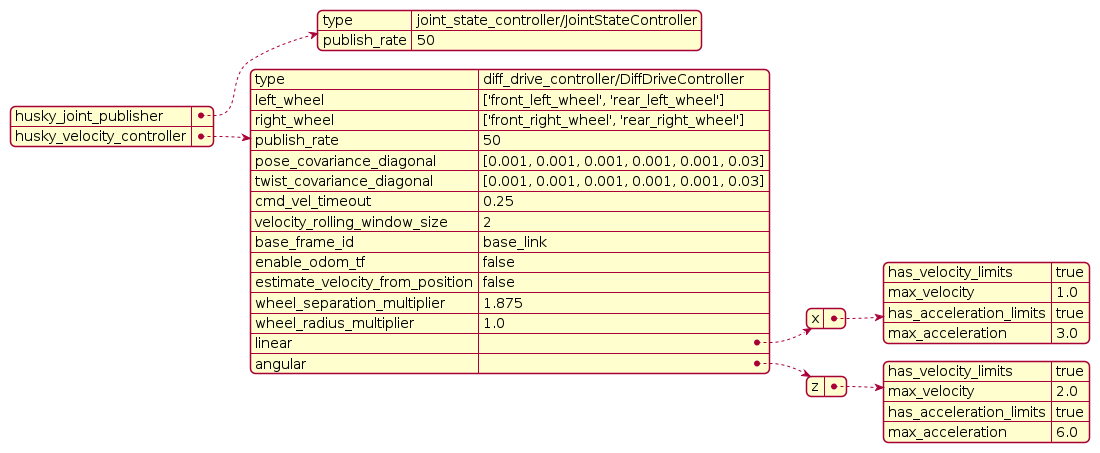 type joint_state_controller/JointStateController
publish_rate 50
husky_joint_publisher
husky_velocity_controller
type diff_drive_controller/DiffDriveController
left_wheel ['front_left_wheel', 'rear_left_wheel']
right_wheel ['front_right_wheel', 'rear_right_wheel']
publish_rate 50
pose_covariance_diagonal [0.001, 0.001, 0.001, 0.001, 0.001, 0.03]
twist_covariance_diagonal [0.001, 0.001, 0.001, 0.001, 0.001, 0.03]
cmd_vel_timeout 0.25
velocity_rolling_window_size 2
base_frame_id base_link
enable_odom_tf false
estimate_velocity_from_position false
wheel_separation_multiplier 1.875
wheel_radius_multiplier 1.0
linear
angular
x
has_velocity_limits true
max_velocity 1.0
has_acceleration_limits true
max_acceleration 3.0
z
has_velocity_limits true
max_velocity 2.0
has_acceleration_limits true
max_acceleration 6.0